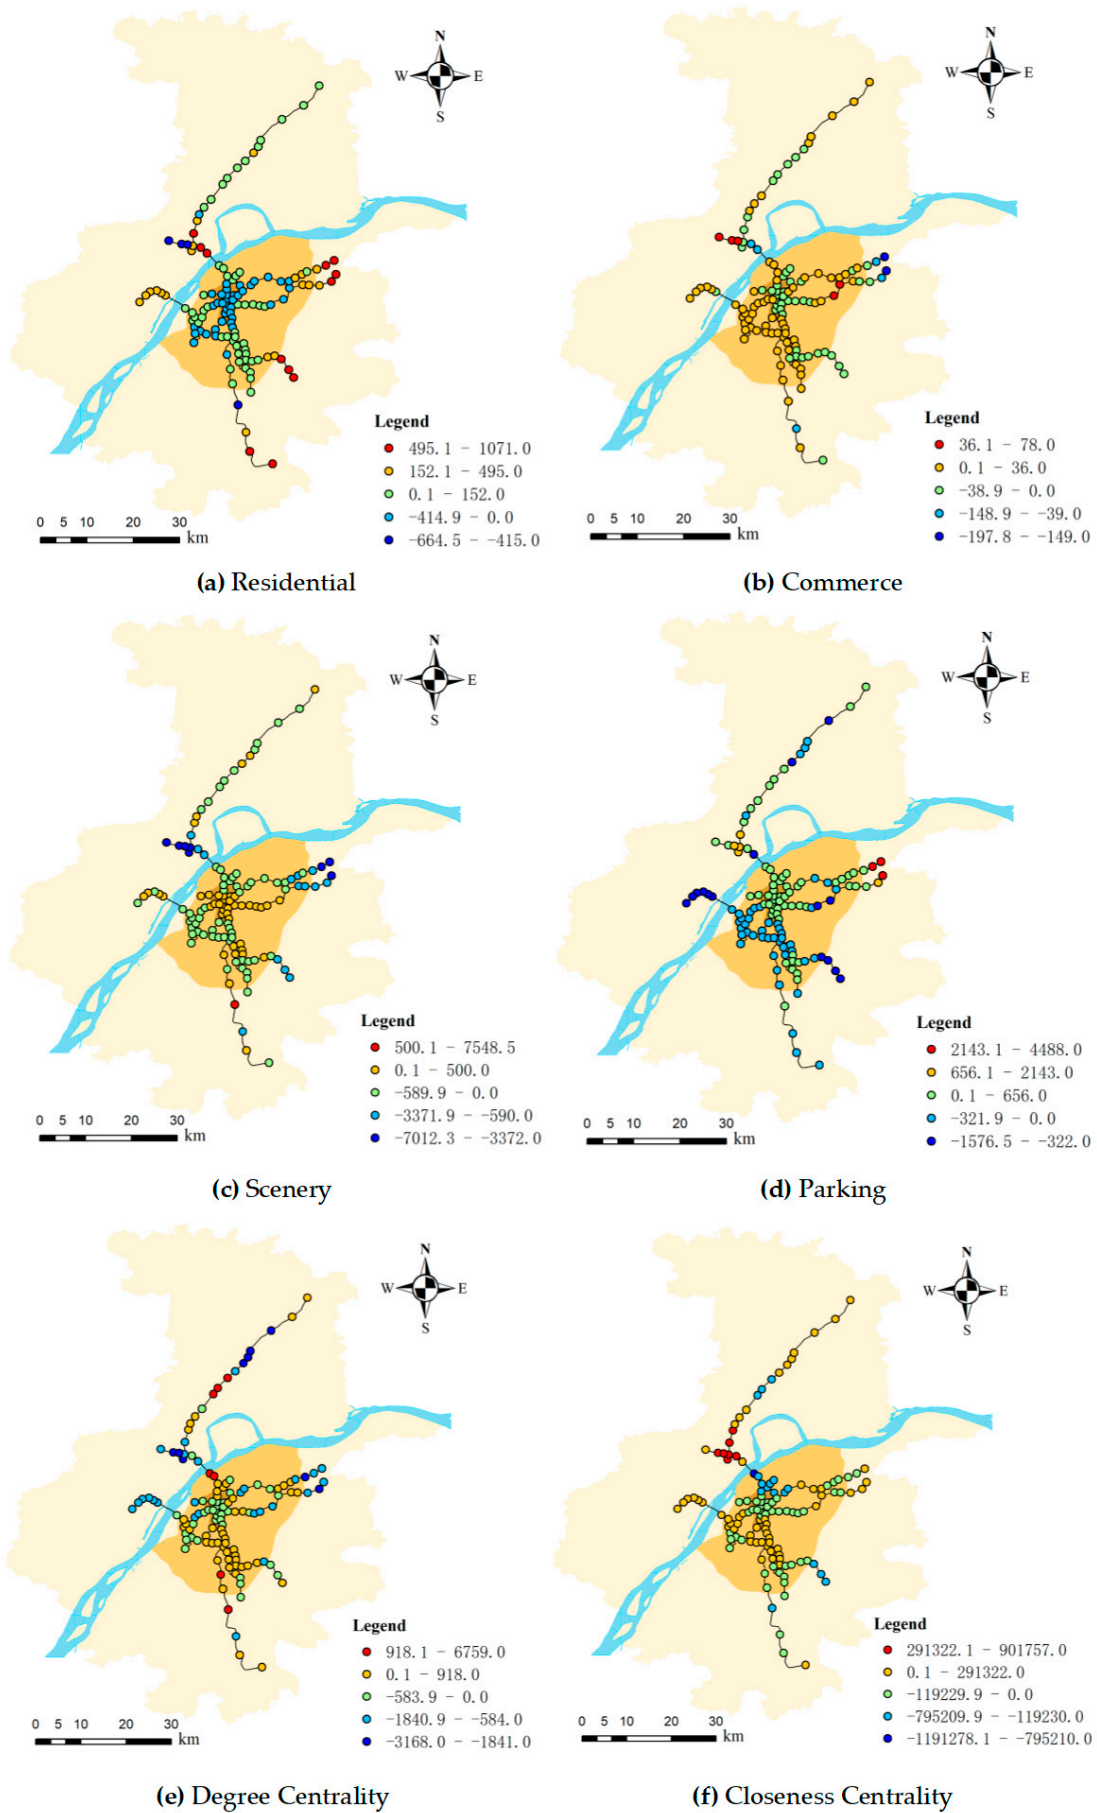 N
W E
S
Legend
495.1 - 1071.0
152.1 - 495.0
0.1 - 152.0
-414.9 - 0.0
-664.5 - -415.0
0 5 10 20 30
km
(a) Residential
N
W E
S
Legend
36.1 - 78.0
0.1 - 36.0
-38.9 - 0.0
-148.9 - -39.0
-197.8 - -149.0
0 5 10 20 30
km
(b) Commerce
N
W E
S
Legend
500.1 - 7548.5
0.1 - 500.0
-589.9 - 0.0
-3371.9 - -590.0
-7012.3 - -3372.0
0 5 10 20 30
km
(c) Scenery
N
W E
S
Legend
2143.1 - 4488.0
656.1 - 2143.0
0.1 - 656.0
-321.9 - 0.0
-1576.5 - -322.0
0 5 10 20 30
km
(d) Parking
N
W E
S
Legend
918.1 - 6759.0
0.1 - 918.0
-583.9 - 0.0
-1840.9 - -584.0
-3168.0 - -1841.0
0 5 10 20 30
km
(e) Degree Centrality
N
W E
S
Legend
291322.1 - 901757.0
0.1 - 291322.0
-119229.9 - 0.0
-795209.9 - -119230.0
-1191278.1 - -795210.0
0 5 10 20 30
km
(f) Closeness Centrality